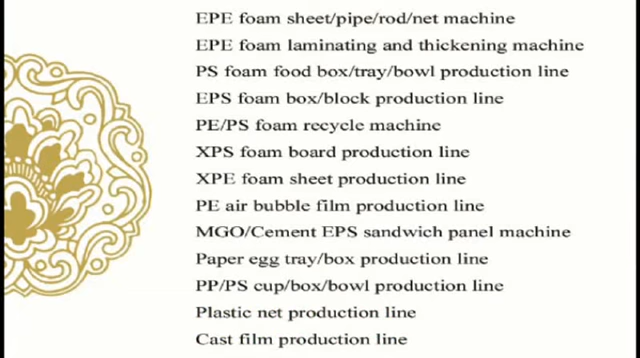 EPE foam sheet/pipe/rod/net machine
EPE foam laminating and thickening machine
PS foam food box/tray/bowl production line
EPS foam box/block production line
PE/PS foam recycle machine
XPS foam board production line
XPE foam sheet production line
PE air bubble film production line
MGO/Cement EPS sandwich panel machine
Paper egg tray/box production line
PP/PS cup/box/bowl production line
Plastic net production line
Cast film production line